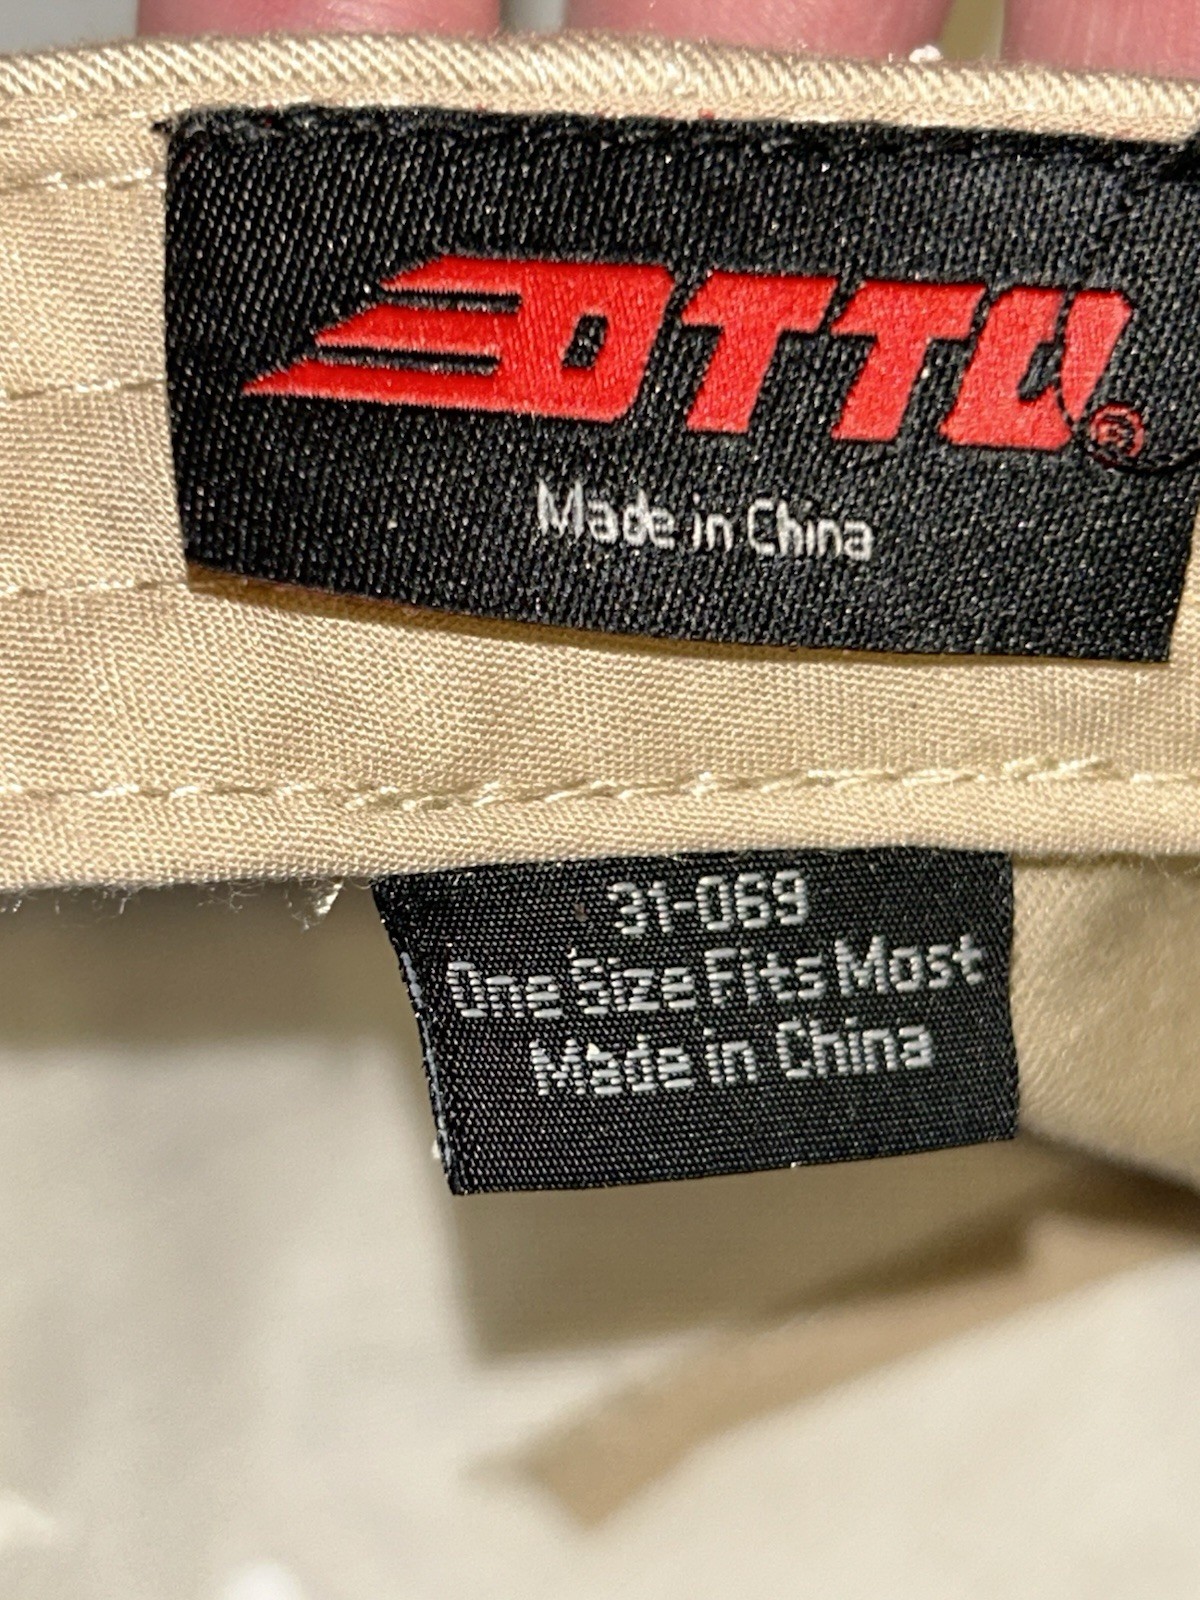 OTTO®
Made in China
31-069
One Size Fits Most
Made in China